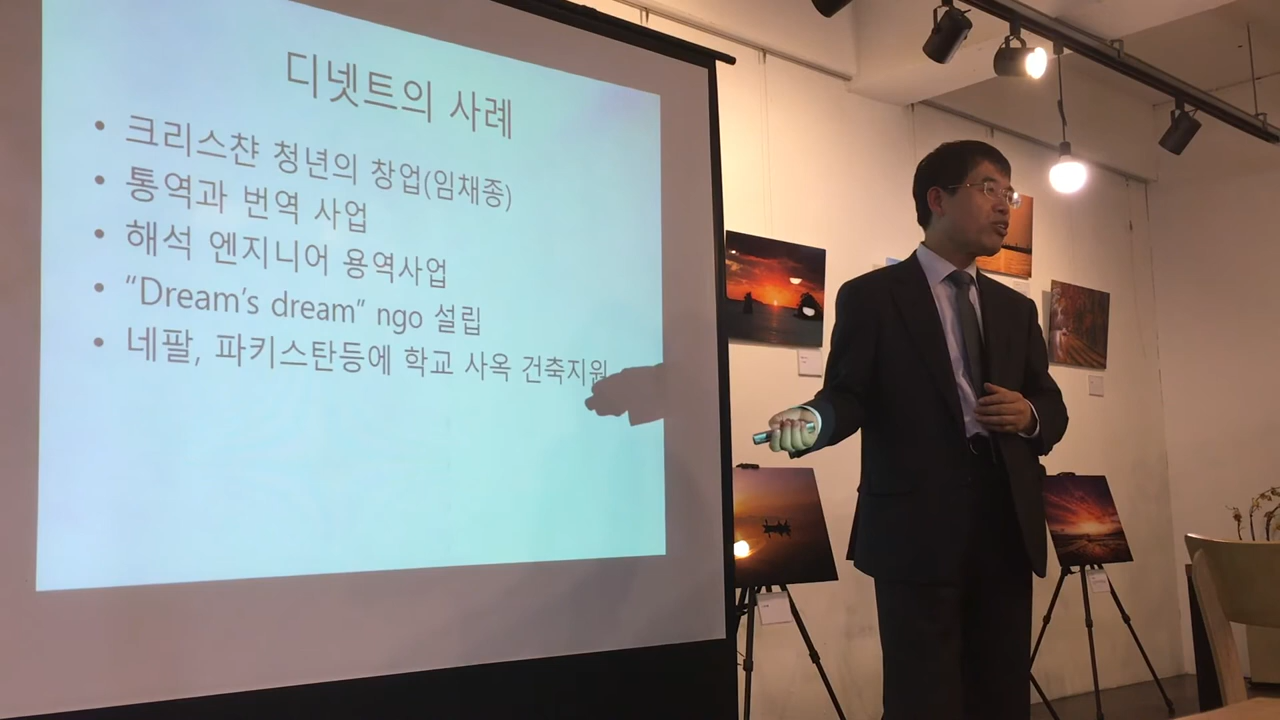 디넷트의 사례
• 크리스챤 청년의 창업(임채종)
• 통역과 번역 사업
• 해석 엔지니어 용역사업
• “Dream’s dream” ngo 설립
• 네팔, 파키스탄등에 학교 사옥 건축지원